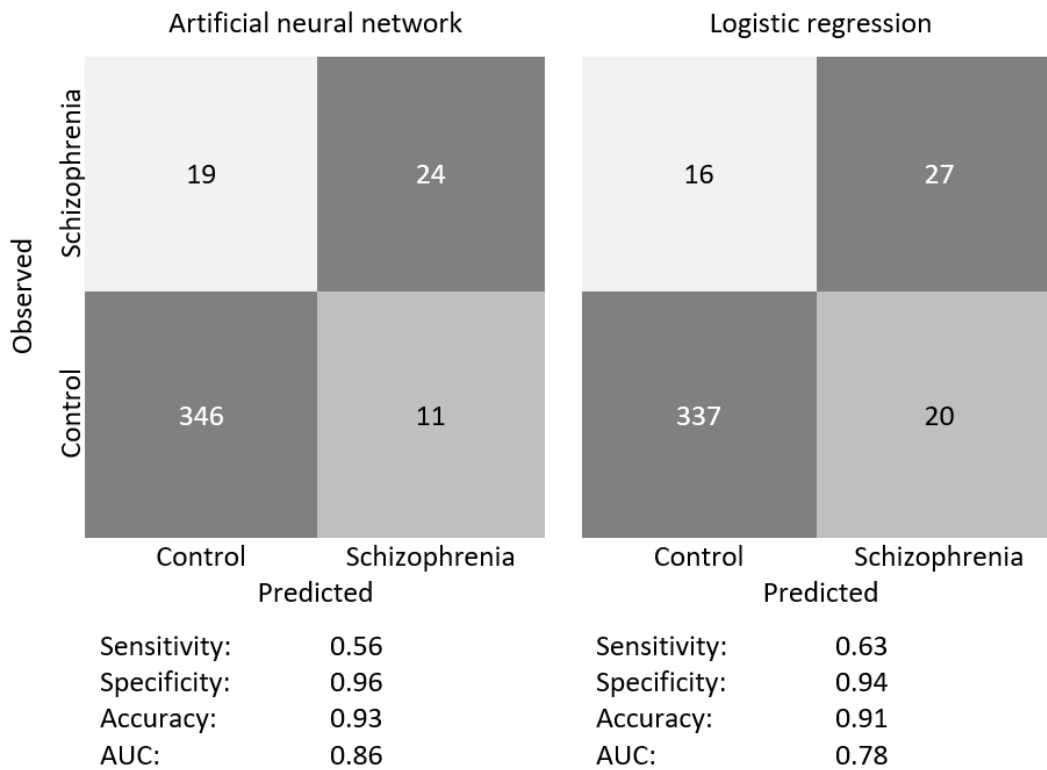 Artificial neural network Logistic regression
Schizophrenia
19 24 16 27
Observed
Control
346 11 337 20
Control Schizophrenia Control Schizophrenia
Predicted Predicted
Sensitivity: 0.56 Sensitivity: 0.63
Specificity: 0.96 Specificity: 0.94
Accuracy: 0.93 Accuracy: 0.91
AUC: 0.86 AUC: 0.78